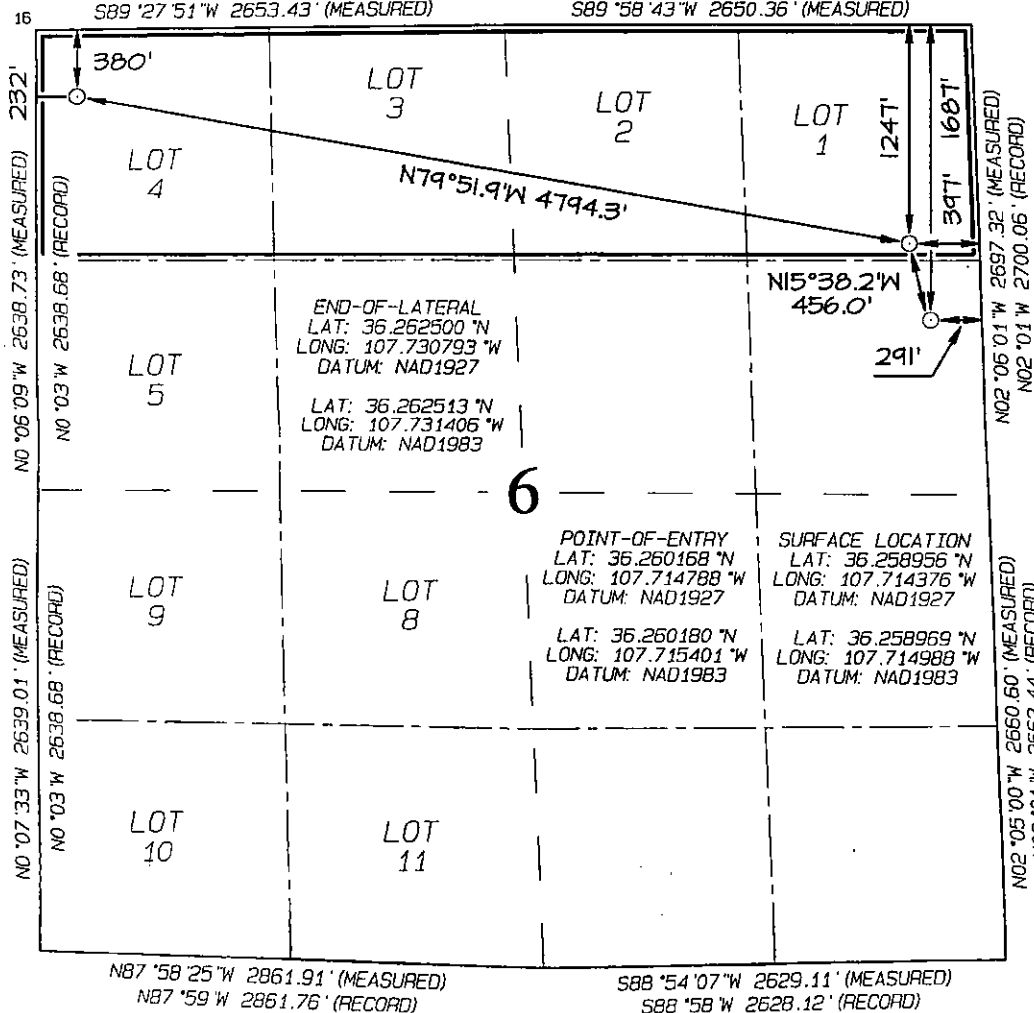 16
S89°27'51"W 2653.43' (MEASURED)
S89°58'43"W 2650.36' (MEASURED)
380'
232'
LOT
3
LOT
2
LOT
1
1247'
1687'
397'
LOT
4
N79°51.9'W 4794.3'
N0°06'09"W 2638.73' (MEASURED)
N0°03'W 2638.68' (RECORD)
N02°06'01"W 2697.32' (MEASURED)
N02°01'W 2700.06' (RECORD)
N15°38.2'W
456.0'
291'
END-OF-LATERAL
LAT: 36.262500°N
LONG: 107.730793°W
DATUM: NAD1927
LAT: 36.262513°N
LONG: 107.731406°W
DATUM: NAD1983
LOT
5
6
POINT-OF-ENTRY
LAT: 36.260168°N
LONG: 107.714788°W
DATUM: NAD1927
LAT: 36.260180°N
LONG: 107.715401°W
DATUM: NAD1983
SURFACE LOCATION
LAT: 36.258956°N
LONG: 107.714376°W
DATUM: NAD1927
LAT: 36.258969°N
LONG: 107.714988°W
DATUM: NAD1983
LOT
9
LOT
8
N0°07'33"W 2639.01' (MEASURED)
N0°03'W 2638.68' (RECORD)
N02°05'00"W 2660.60' (MEASURED)
(RECORD)
LOT
10
LOT
11
N87°58'25"W 2861.91' (MEASURED)
N87°59'W 2861.76' (RECORD)
S88°54'07"W 2629.11' (MEASURED)
S88°58'W 2628.12' (RECORD)